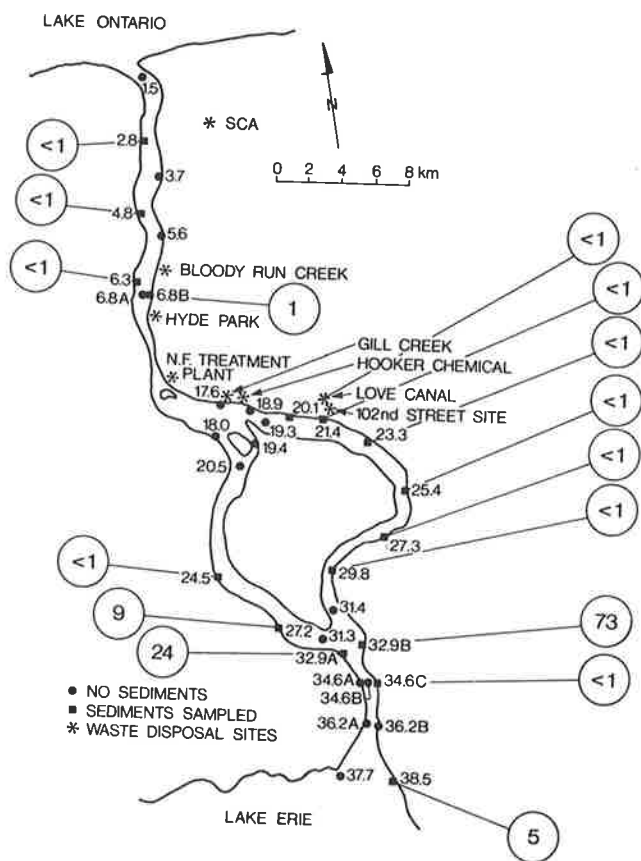 LAKE ONTARIO
1.5
* SCA
N
2.8
<1
0 2 4 6 8 km
3.7
<1
4.8
5.6
<1
<1
* BLOODY RUN CREEK
6.3
6.8A
6.8B
1
<1
* HYDE PARK
GILL CREEK
N.F. TREATMENT
PLANT
HOOKER CHEMICAL
<1
LOVE CANAL
17.6
18.9
20.1
102nd STREET SITE
19.3
21.4
23.3
18.0
19.4
<1
20.5
25.4
<1
27.3
<1
24.5
<1
29.8
31.4
9
27.2
31.3
32.9B
73
24
32.9A
34.6A
34.6B
34.6C
<1
● NO SEDIMENTS
■ SEDIMENTS SAMPLED
* WASTE DISPOSAL SITES
36.2A
36.2B
37.7
38.5
LAKE ERIE
5